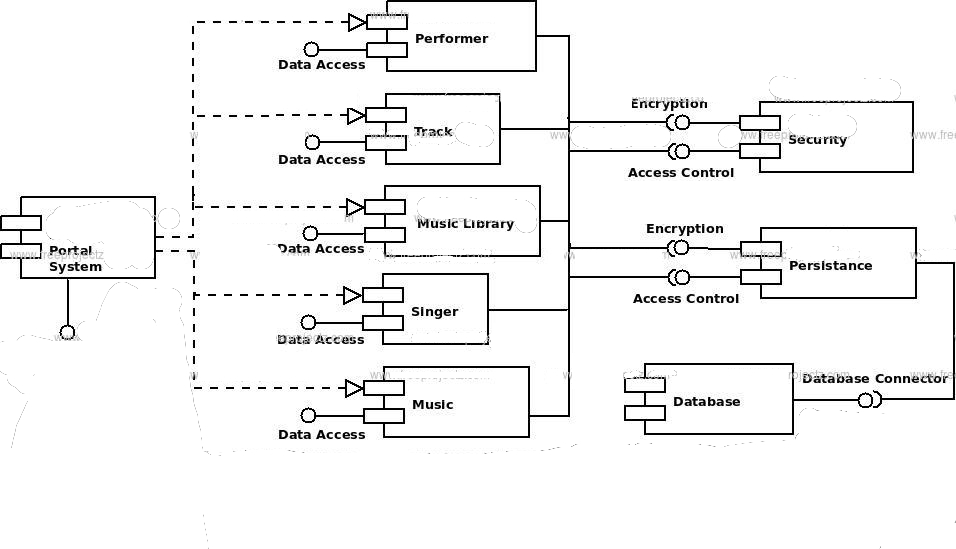 Performer
Data Access
Encryption
Track
Security
Data Access
Access Control
Music Library
Encryption
Portal
System
Data Access
Persistance
Access Control
Singer
Data Access
Database Connector
Music
Database
Data Access